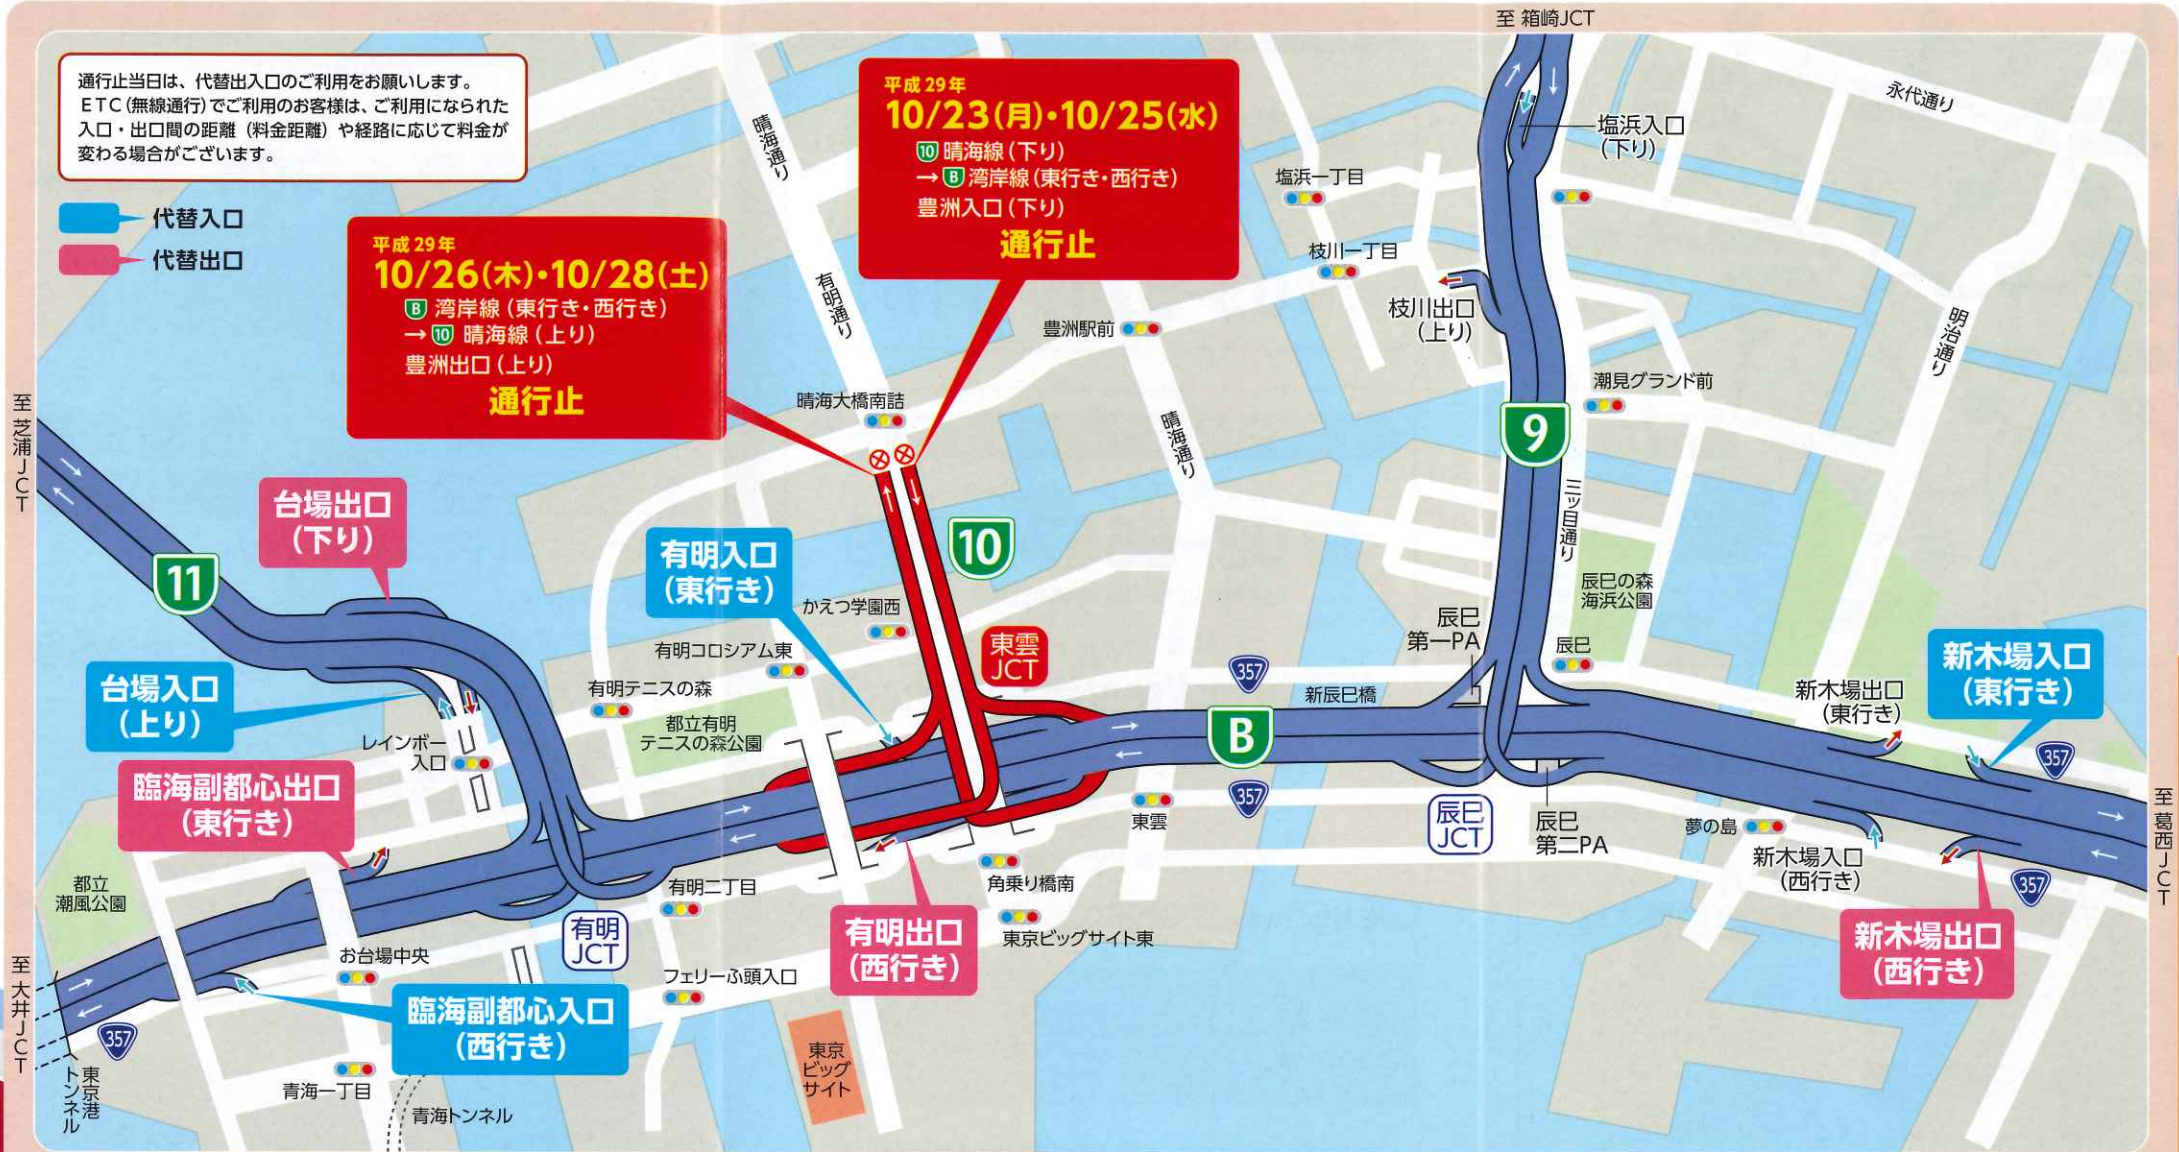 至 箱崎JCT
通行止当日は、代替出入口のご利用をお願いします。
ETC(無線通行)でご利用のお客様は、ご利用になられた
入口・出口間の距離(料金距離)や経路に応じて料金が
変わる場合がございます。
代替入口
代替出口
平成29年
10/26(木)・10/28(土)
B 湾岸線(東行き・西行き)
→10 晴海線(上り)
豊洲出口(上り)
通行止
平成29年
10/23(月)・10/25(水)
10 晴海線(下り)
→B 湾岸線(東行き・西行き)
豊洲入口(下り)
通行止
晴海通り
有明通り
永代通り
塩浜入口
(下り)
塩浜一丁目
枝川一丁目
枝川出口
(上り)
豊洲駅前
明治通り
潮見グランド前
晴海大橋南詰
晴海通り
9
三ッ目通り
至 芝浦JCT
台場出口
(下り)
11
有明入口
(東行き)
10
かえつ学園西
東雲
JCT
辰巳の森
海浜公園
辰巳
第一PA
辰巳
有明コロシアム東
有明テニスの森
都立有明
テニスの森公園
357
新辰巳橋
B
357
新木場出口
(東行き)
新木場入口
(東行き)
357
台場入口
(上り)
レインボー
入口
臨海副都心出口
(東行き)
東雲
辰巳
JCT
辰巳
第二PA
夢の島
新木場入口
(西行き)
357
至 葛西JCT
都立
潮風公園
有明二丁目
角乗り橋南
有明
JCT
有明出口
(西行き)
東京ビッグサイト東
新木場出口
(西行き)
お台場中央
フェリーふ頭入口
至 大井JCT
臨海副都心入口
(西行き)
357
東京港
トンネル
青海一丁目
青海トンネル
東京
ビッグ
サイト